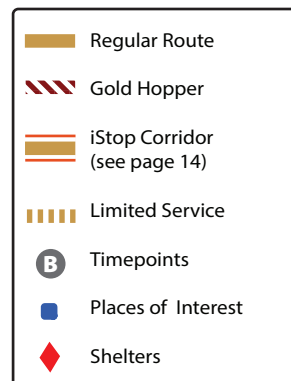 Regular Route
Gold Hopper
iStop Corridor
(see page 14)
Limited Service
B Timepoints
Places of Interest
Shelters